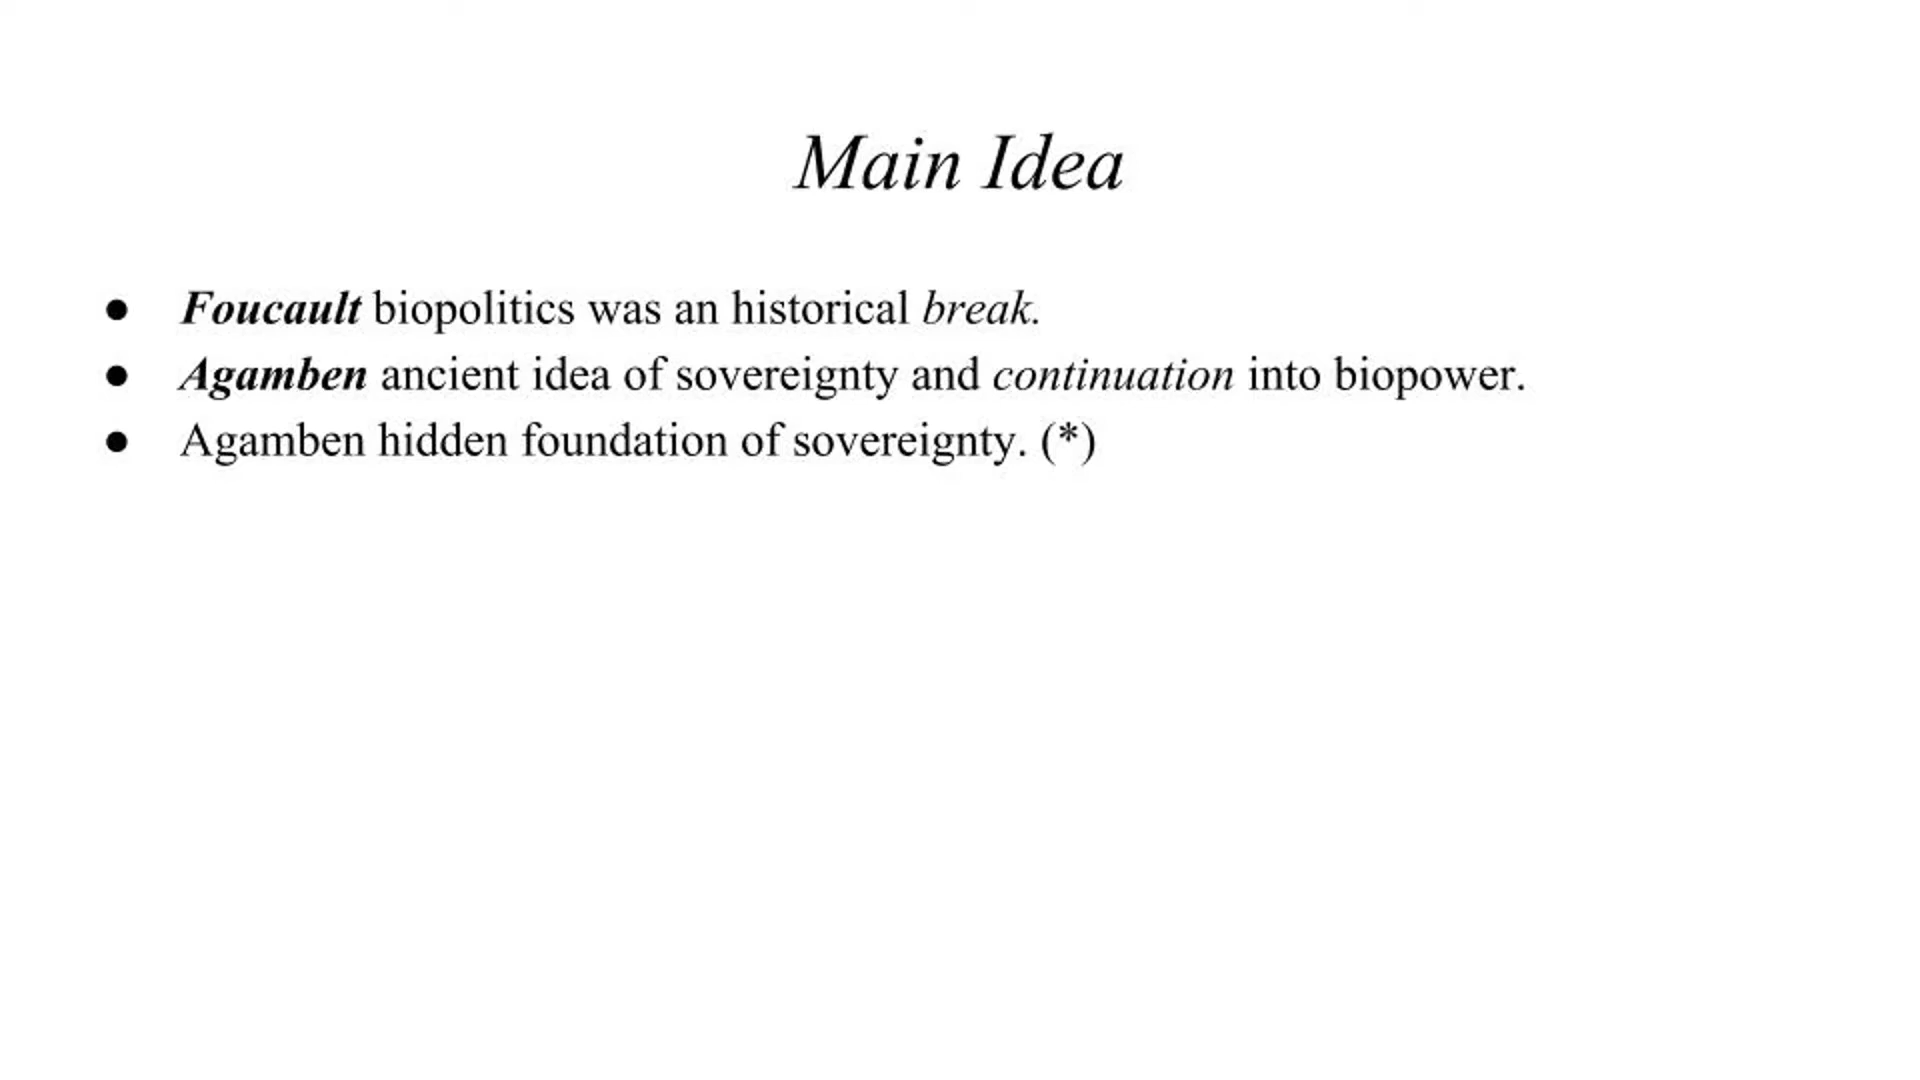 Main Idea
● Foucault biopolitics was an historical break.
● Agamben ancient idea of sovereignty and continuation into biopower.
● Agamben hidden foundation of sovereignty. (*)